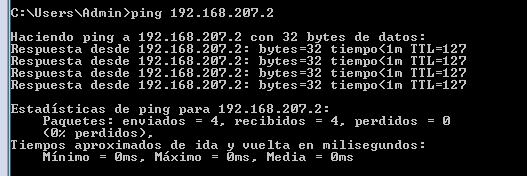 C:\Users\Admin>ping 192.168.207.2
Haciendo ping a 192.168.207.2 con 32 bytes de datos:
Respuesta desde 192.168.207.2: bytes=32 tiempo<1m TTL=127
Respuesta desde 192.168.207.2: bytes=32 tiempo<1m TTL=127
Respuesta desde 192.168.207.2: bytes=32 tiempo<1m TTL=127
Respuesta desde 192.168.207.2: bytes=32 tiempo<1m TTL=127
Estadísticas de ping para 192.168.207.2:
Paquetes: enviados = 4, recibidos = 4, perdidos = 0
(0% perdidos),
Tiempos aproximados de ida y vuelta en milisegundos:
Mínimo = 0ms, Máximo = 0ms, Media = 0ms